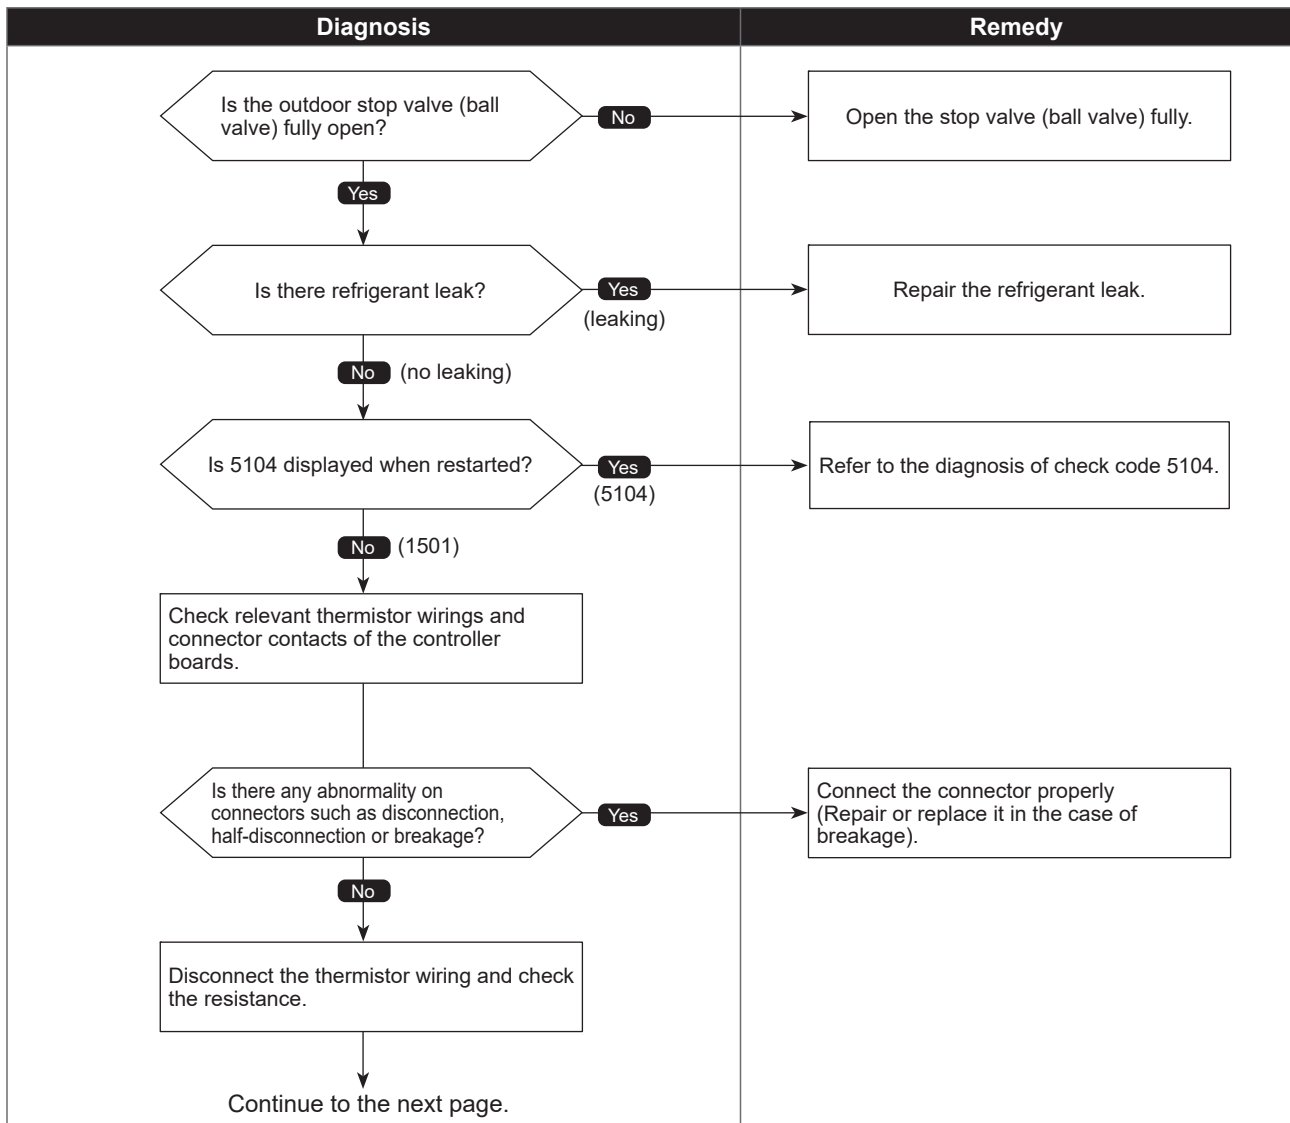 Diagnosis
Remedy
Is the outdoor stop valve (ball
valve) fully open?
No
Open the stop valve (ball valve) fully.
Yes
Is there refrigerant leak?
Yes
(leaking)
Repair the refrigerant leak.
No (no leaking)
Is 5104 displayed when restarted?
Yes
(5104)
Refer to the diagnosis of check code 5104.
No (1501)
Check relevant thermistor wirings and
connector contacts of the controller
boards.
Is there any abnormality on
connectors such as disconnection,
half-disconnection or breakage?
Yes
Connect the connector properly
(Repair or replace it in the case of
breakage).
No
Disconnect the thermistor wiring and check
the resistance.
Continue to the next page.